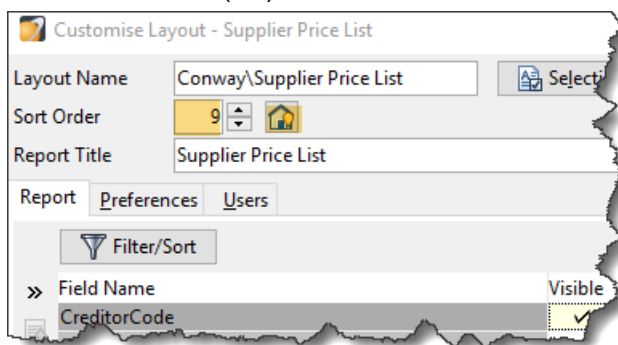 Customise Layout - Supplier Price List
Layout Name Conway\Supplier Price List
Sort Order 9
Report Title Supplier Price List
Report Preferences Users
Filter/Sort
» Field Name Visible
CreditorCode